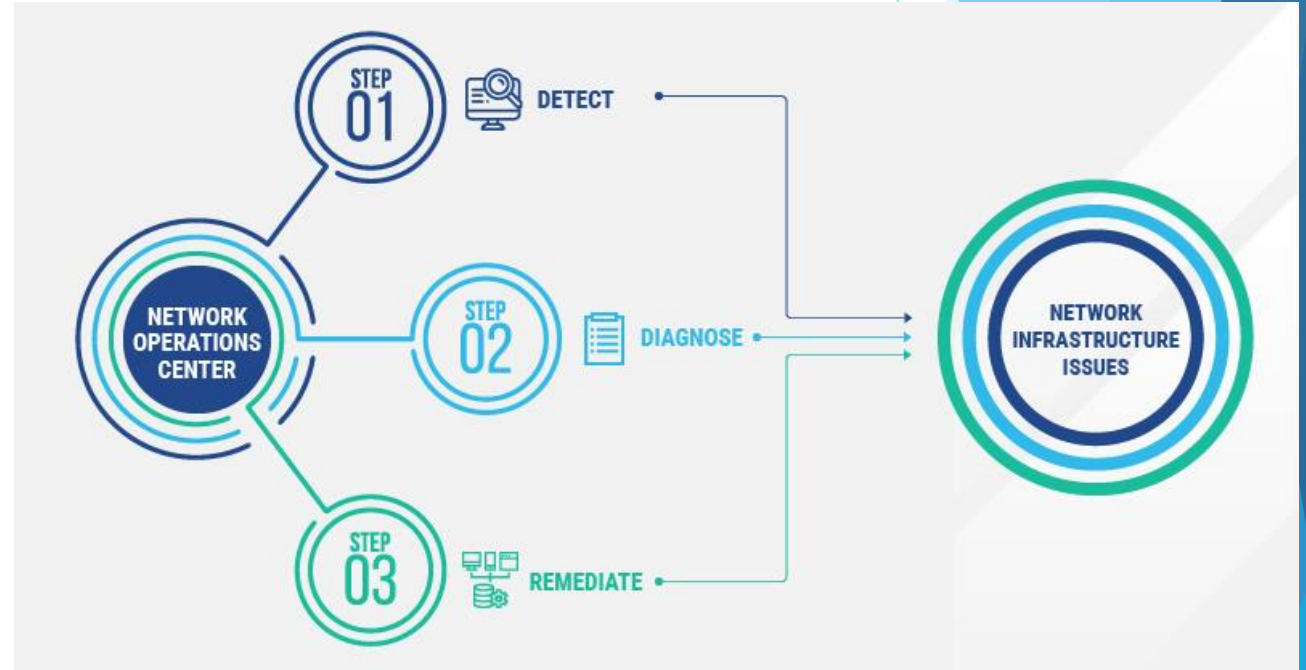 STEP
01
DETECT
NETWORK
OPERATIONS
CENTER
STEP
02
DIAGNOSE
STEP
03
REMEDIATE
NETWORK
INFRASTRUCTURE
ISSUES